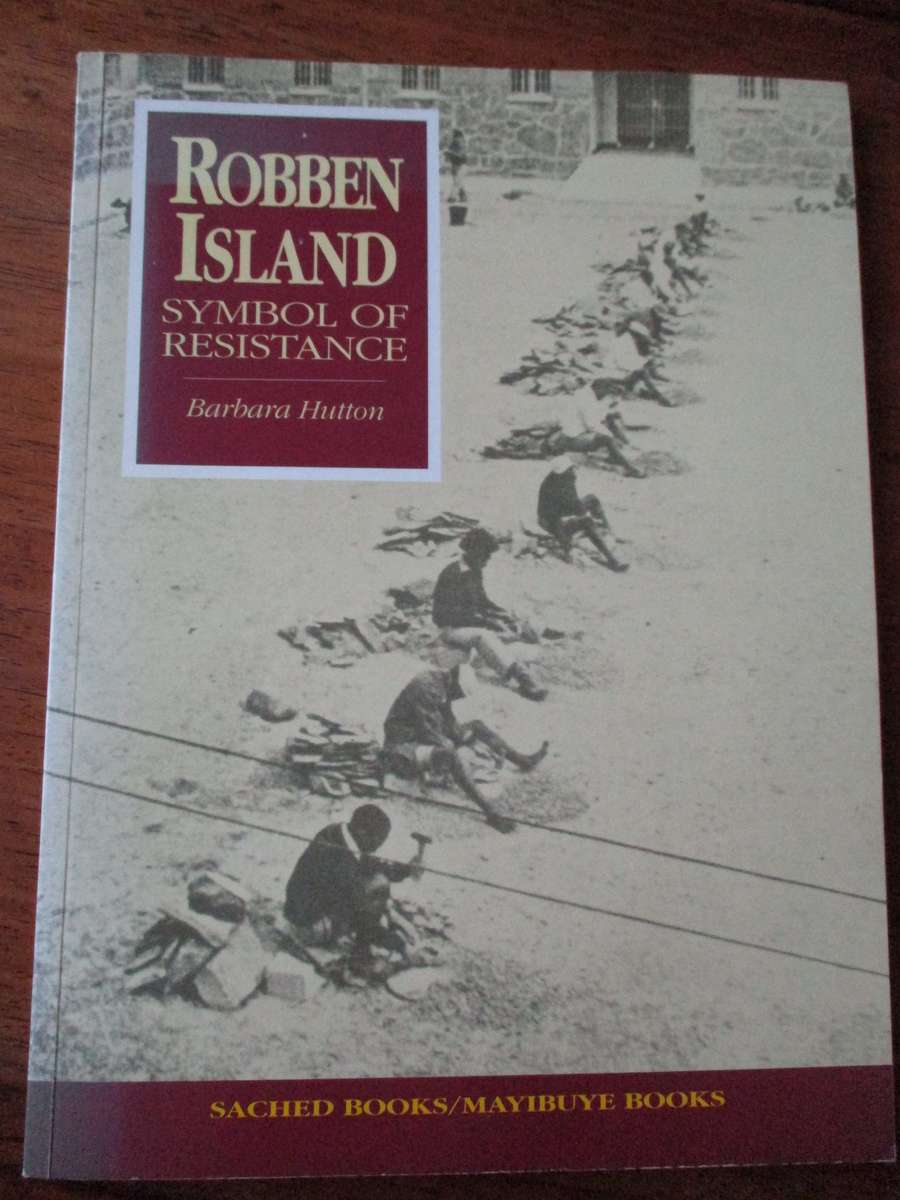 ROBBEN
ISLAND
SYMBOL OF
RESISTANCE
Barbara Hutton
SACHED BOOKS/MAYIBUYE BOOKS